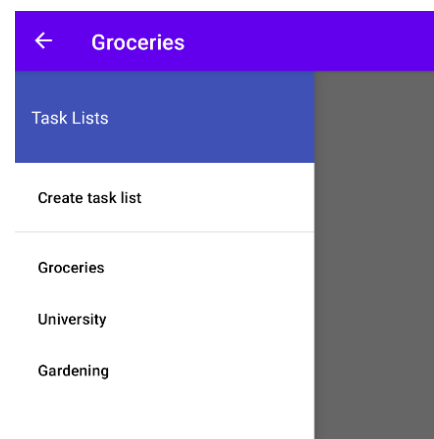 Groceries
Task Lists
Create task list
Groceries
University
Gardening